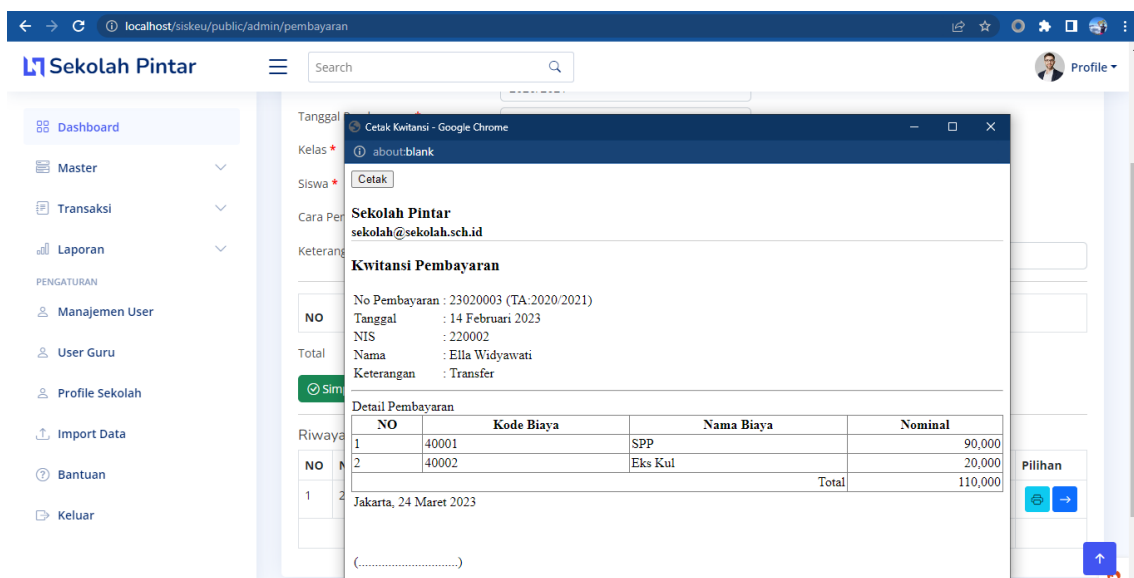 localhost/siskeu/public/admin/pembayaran
Sekolah Pintar
Search
Profile
Dashboard
Master
Transaksi
Laporan
PENGATURAN
Manajemen User
User Guru
Profile Sekolah
Import Data
Bantuan
Keluar
Tanggal
Kelas *
Siswa *
Cara Per
Keterang
NO
Total
Simp
Riwaya
NO N
1 2
Pilihan
Cetak Kwitansi - Google Chrome
about:blank
Cetak
Sekolah Pintar
sekolah@sekolah.sch.id
Kwitansi Pembayaran
No Pembayaran : 23020003 (TA:2020/2021)
Tanggal : 14 Februari 2023
NIS : 220002
Nama : Ella Widyawati
Keterangan : Transfer
Detail Pembayaran
NO Kode Biaya Nama Biaya Nominal
1 40001 SPP 90,000
2 40002 Eks Kul 20,000
Total 110,000
Jakarta, 24 Maret 2023
(..............................)